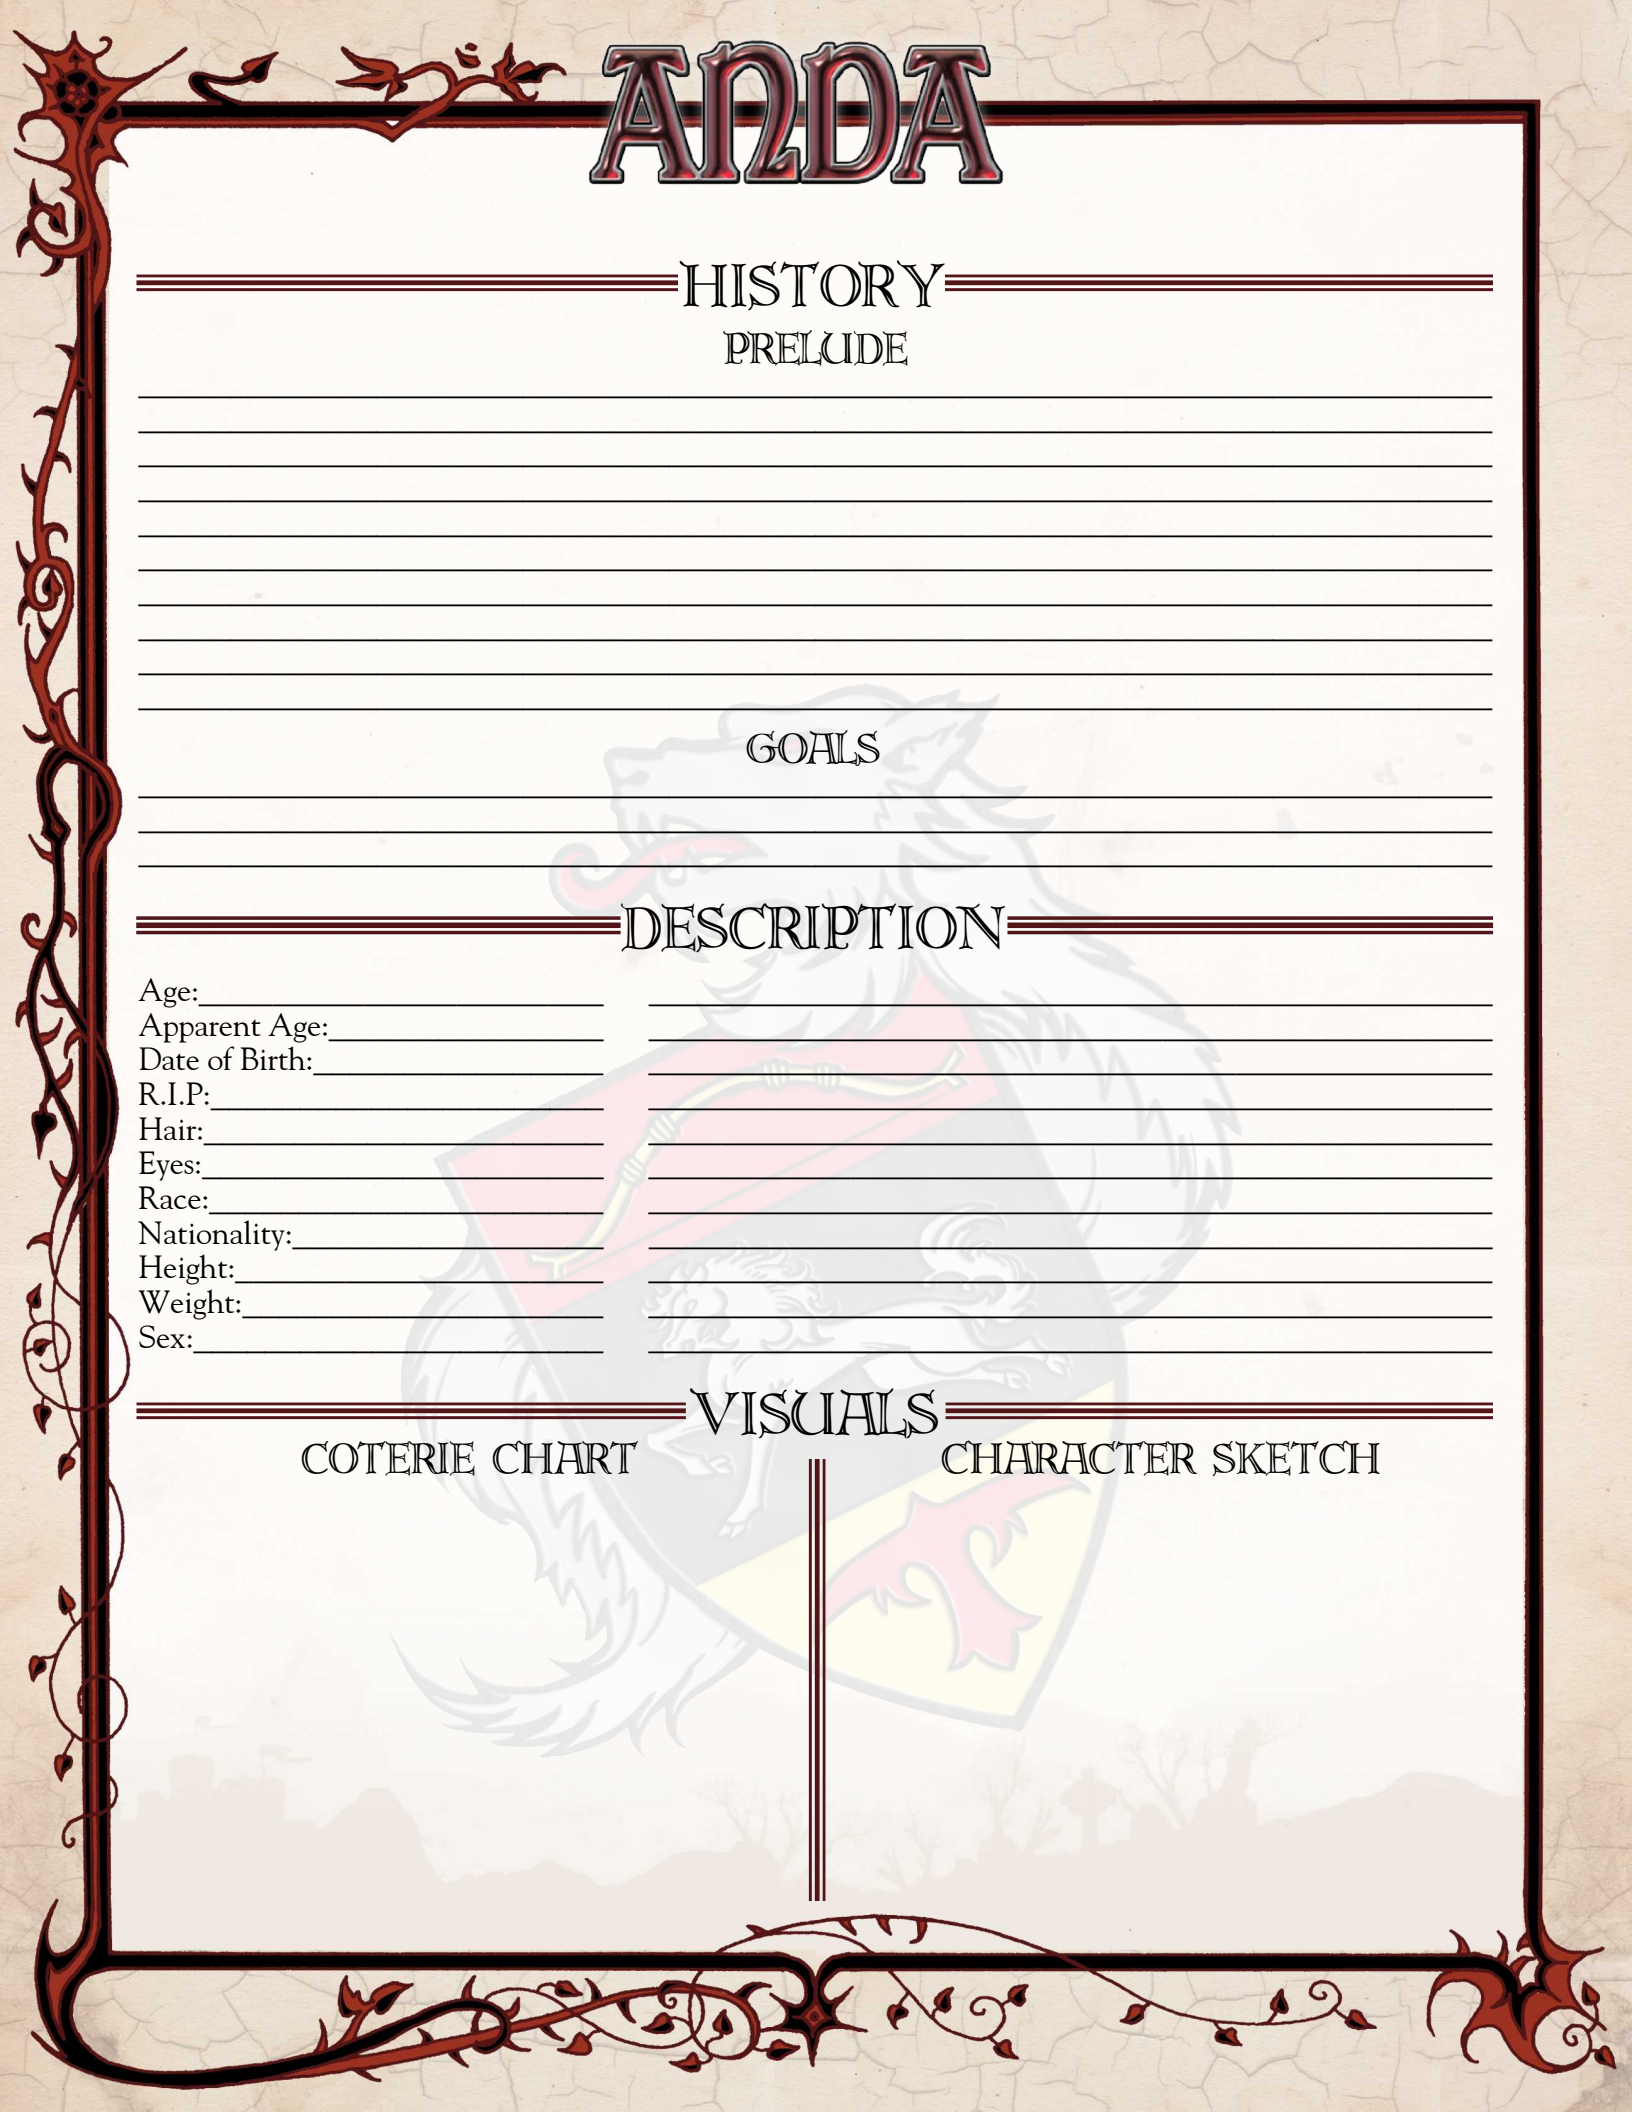 ANDA
HISTORY
PRELUDE
GOALS
DESCRIPTION
Age:
Apparent Age:
Date of Birth:
R.I.P:
Hair:
Eyes:
Race:
Nationality:
Height:
Weight:
Sex:
VISUALS
COTERIE CHART
CHARACTER SKETCH